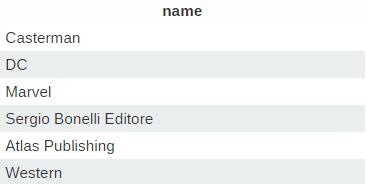 name
Casterman
DC
Marvel
Sergio Bonelli Editore
Atlas Publishing
Western